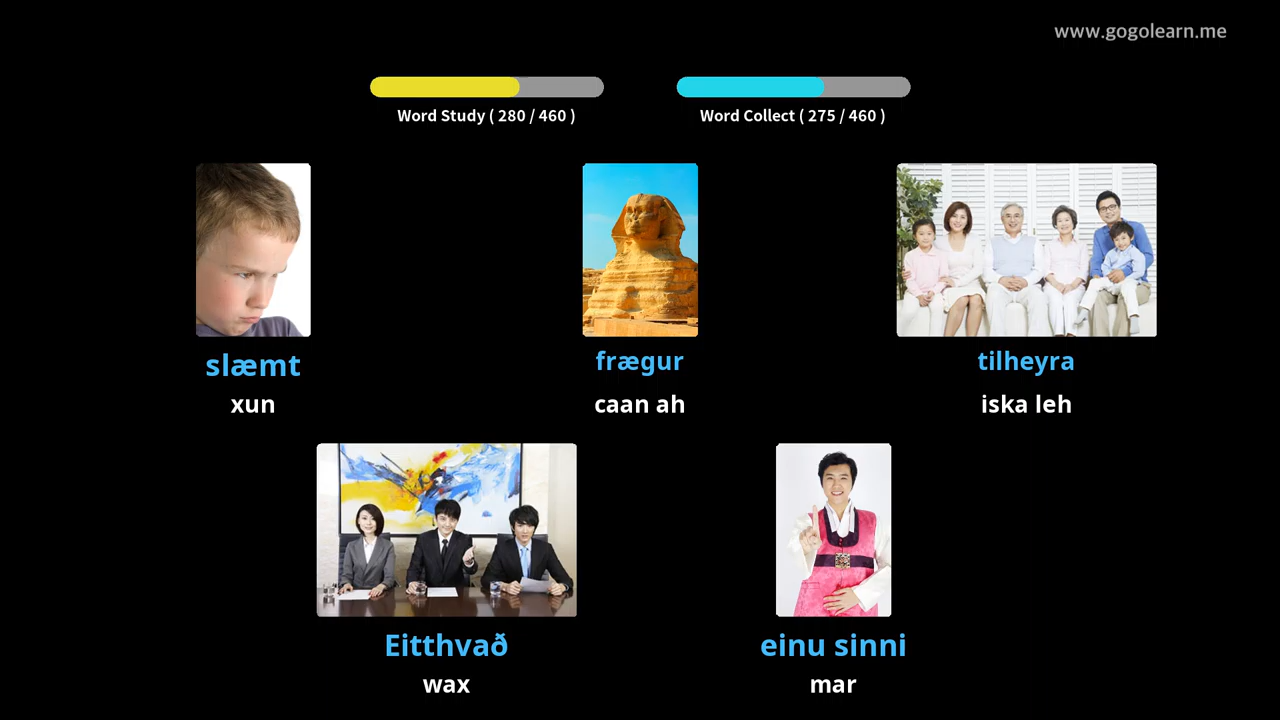 www.gogolearn.me
Word Study ( 280 / 460 )
Word Collect ( 275 / 460 )
slæmt
frægur
tilheyra
xun
caan ah
iska leh
Eitthvað
einu sinni
wax
mar